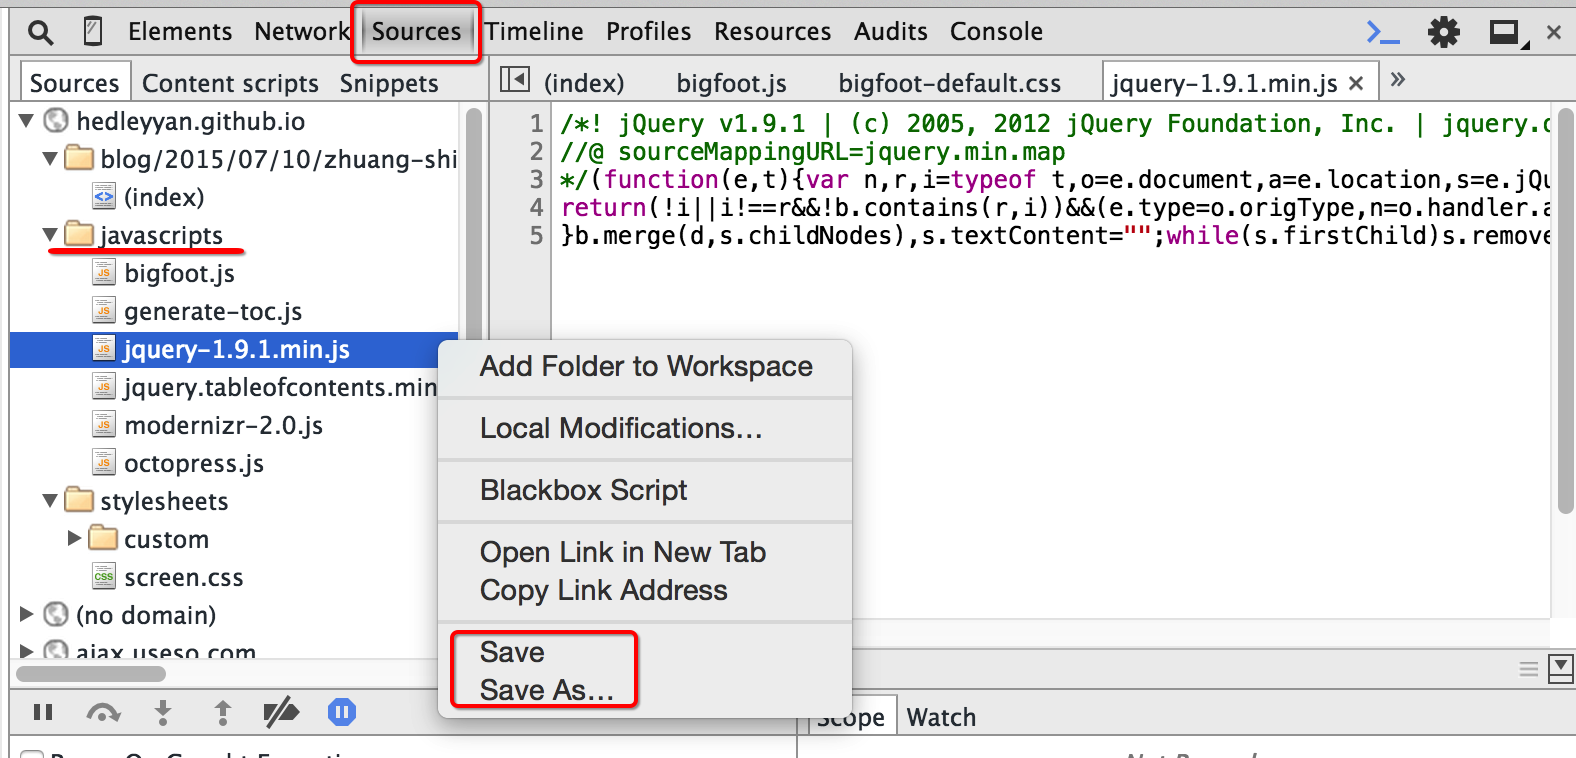 Elements Network Sources Timeline Profiles Resources Audits Console
Sources Content scripts Snippets
(index) bigfoot.js bigfoot-default.css jquery-1.9.1.min.js × »
hedleyyan.github.io
blog/2015/07/10/zhuang-shi
(index)
javascripts
bigfoot.js
generate-toc.js
jquery-1.9.1.min.js
jquery.tableofcontents.min
modernizr-2.0.js
octopress.js
stylesheets
custom
screen.css
(no domain)
ajax.useso.com
1 /*! jQuery v1.9.1 | (c) 2005, 2012 jQuery Foundation, Inc. | jquery.o
2 //@ sourceMappingURL=jquery.min.map
3 */(function(e,t){var n,r,i=typeof t,o=e.document,a=e.location,s=e.jQu
4 return(!i||i!==r&&!b.contains(r,i))&&(e.type=o.origType,n=o.handler.a
5 }b.merge(d,s.childNodes),s.textContent="";while(s.firstChild)s.remove
Add Folder to Workspace
Local Modifications...
Blackbox Script
Open Link in New Tab
Copy Link Address
Save
Save As...
Scope Watch